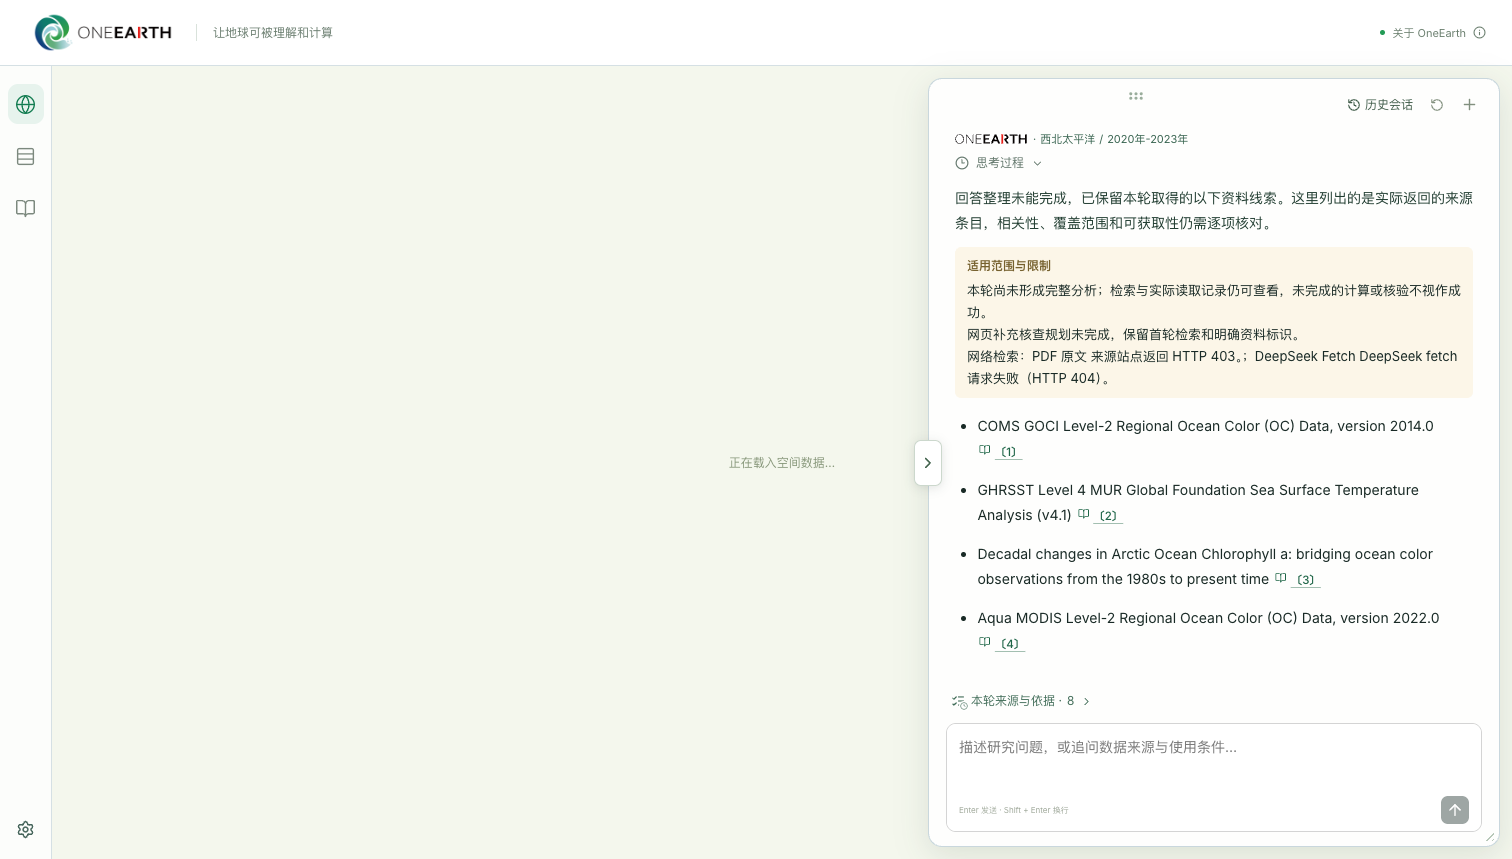 ONEEARTH
让地球可被理解和计算
关于 OneEarth
历史会话
ONEEARTH · 西北太平洋 / 2020年-2023年
思考过程
回答整理未能完成，已保留本轮取得的以下资料线索。这里列出的是实际返回的来源
条目，相关性、覆盖范围和可获取性仍需逐项核对。
适用范围与限制
本轮尚未形成完整分析；检索与实际读取记录仍可查看，未完成的计算或核验不视作成
功。
网页补充核查规划未完成，保留首轮检索和明确资料标识。
网络检索：PDF 原文 来源站点返回 HTTP 403。；DeepSeek Fetch DeepSeek fetch
请求失败（HTTP 404）。
• COMS GOCI Level-2 Regional Ocean Color (OC) Data, version 2014.0
〔1〕
• GHRSST Level 4 MUR Global Foundation Sea Surface Temperature
Analysis (v4.1) 〔2〕
• Decadal changes in Arctic Ocean Chlorophyll a: bridging ocean color
observations from the 1980s to present time 〔3〕
• Aqua MODIS Level-2 Regional Ocean Color (OC) Data, version 2022.0
〔4〕
正在载入空间数据...
本轮来源与依据 · 8
描述研究问题，或追问数据来源与使用条件...
Enter 发送 · Shift + Enter 换行